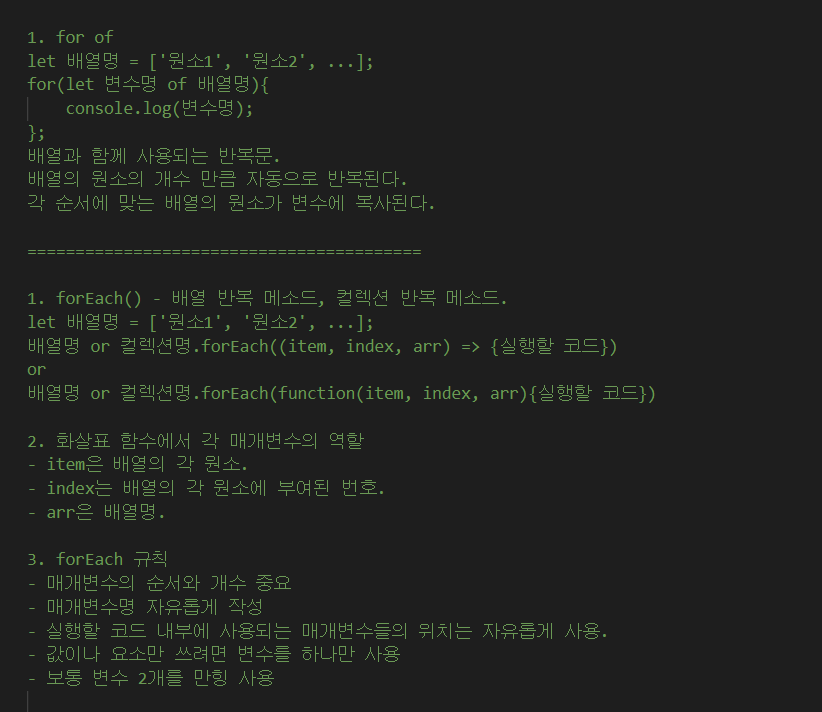 1. for of
let 배열명 = ['원소1', '원소2', ...];
for(let 변수명 of 배열명){
    console.log(변수명);
};
배열과 함께 사용되는 반복문.
배열의 원소의 개수 만큼 자동으로 반복된다.
각 순서에 맞는 배열의 원소가 변수에 복사된다.
=========================================
1. forEach() - 배열 반복 메소드, 컬렉션 반복 메소드.
let 배열명 = ['원소1', '원소2', ...];
배열명 or 컬렉션명.forEach((item, index, arr) => {실행할 코드})
or
배열명 or 컬렉션명.forEach(function(item, index, arr){실행할 코드})
2. 화살표 함수에서 각 매개변수의 역할
- item은 배열의 각 원소.
- index는 배열의 각 원소에 부여된 번호.
- arr은 배열명.
3. forEach 규칙
- 매개변수의 순서와 개수 중요
- 매개변수명 자유롭게 작성
- 실행할 코드 내부에 사용되는 매개변수들의 위치는 자유롭게 사용.
- 값이나 요소만 쓰려면 변수를 하나만 사용
- 보통 변수 2개를 만힝 사용